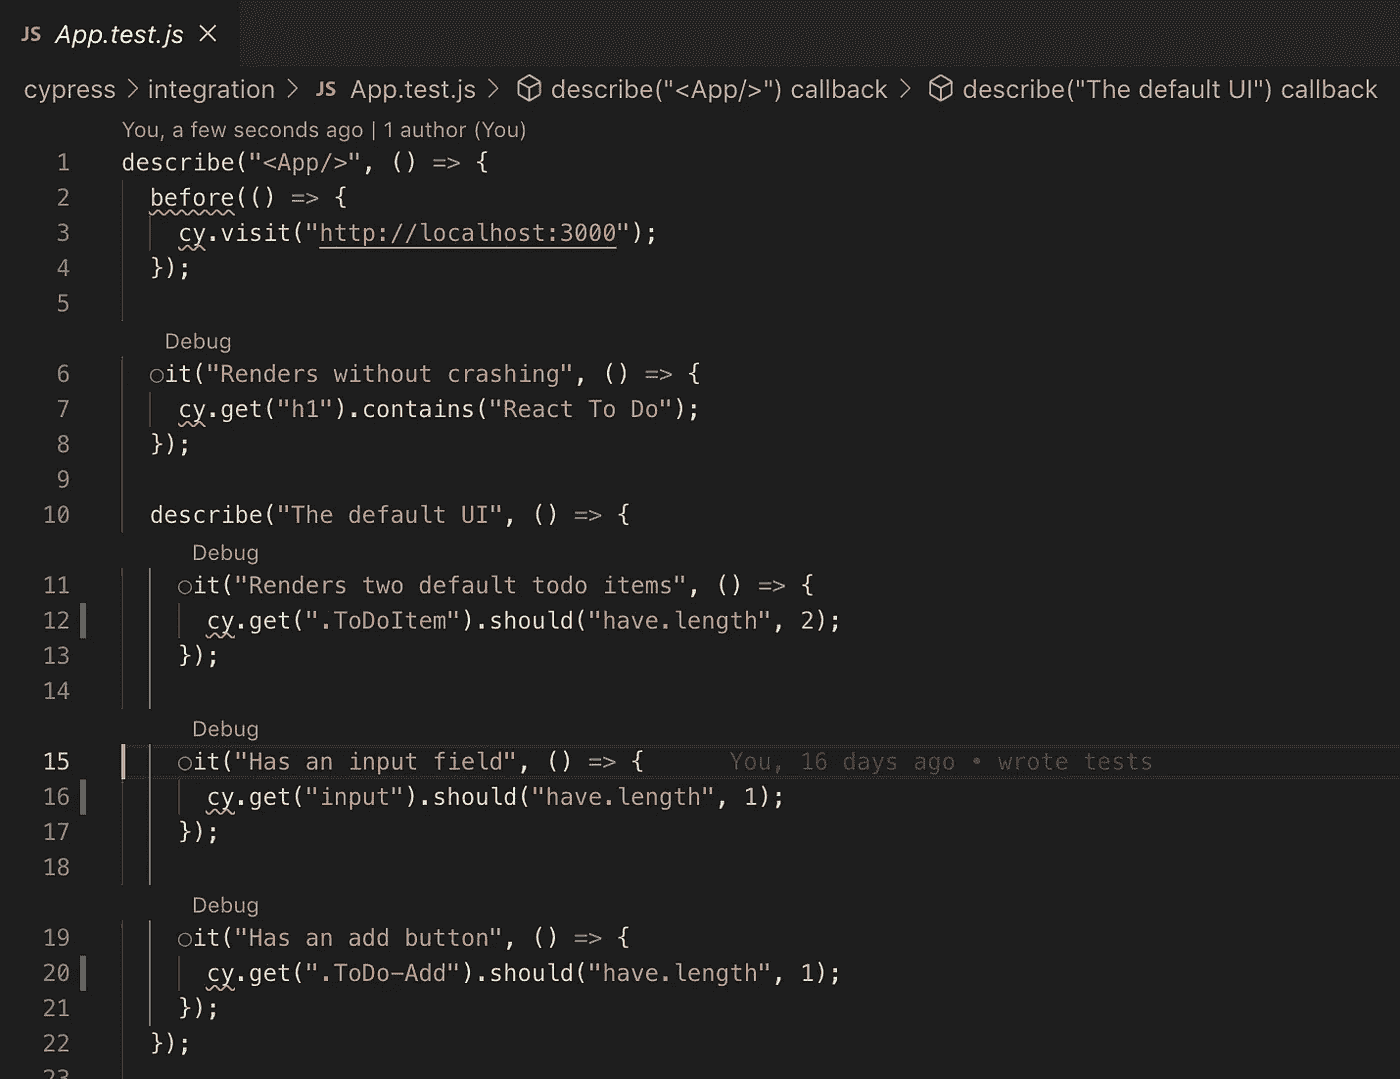 JS App.test.js ×
cypress > integration > JS App.test.js > describe("<App/>") callback > describe("The default UI") callback
You, a few seconds ago | 1 author (You)
1 describe("<App/>", () => {
2 before(() => {
3 cy.visit("http://localhost:3000");
4 });
5
Debug
6 it("Renders without crashing", () => {
7 cy.get("h1").contains("React To Do");
8 });
9
10 describe("The default UI", () => {
Debug
11 it("Renders two default todo items", () => {
12 cy.get(".ToDoItem").should("have.length", 2);
13 });
14
Debug
15 it("Has an input field", () => { You, 16 days ago • wrote tests
16 cy.get("input").should("have.length", 1);
17 });
18
Debug
19 it("Has an add button", () => {
20 cy.get(".ToDo-Add").should("have.length", 1);
21 });
22 });
23